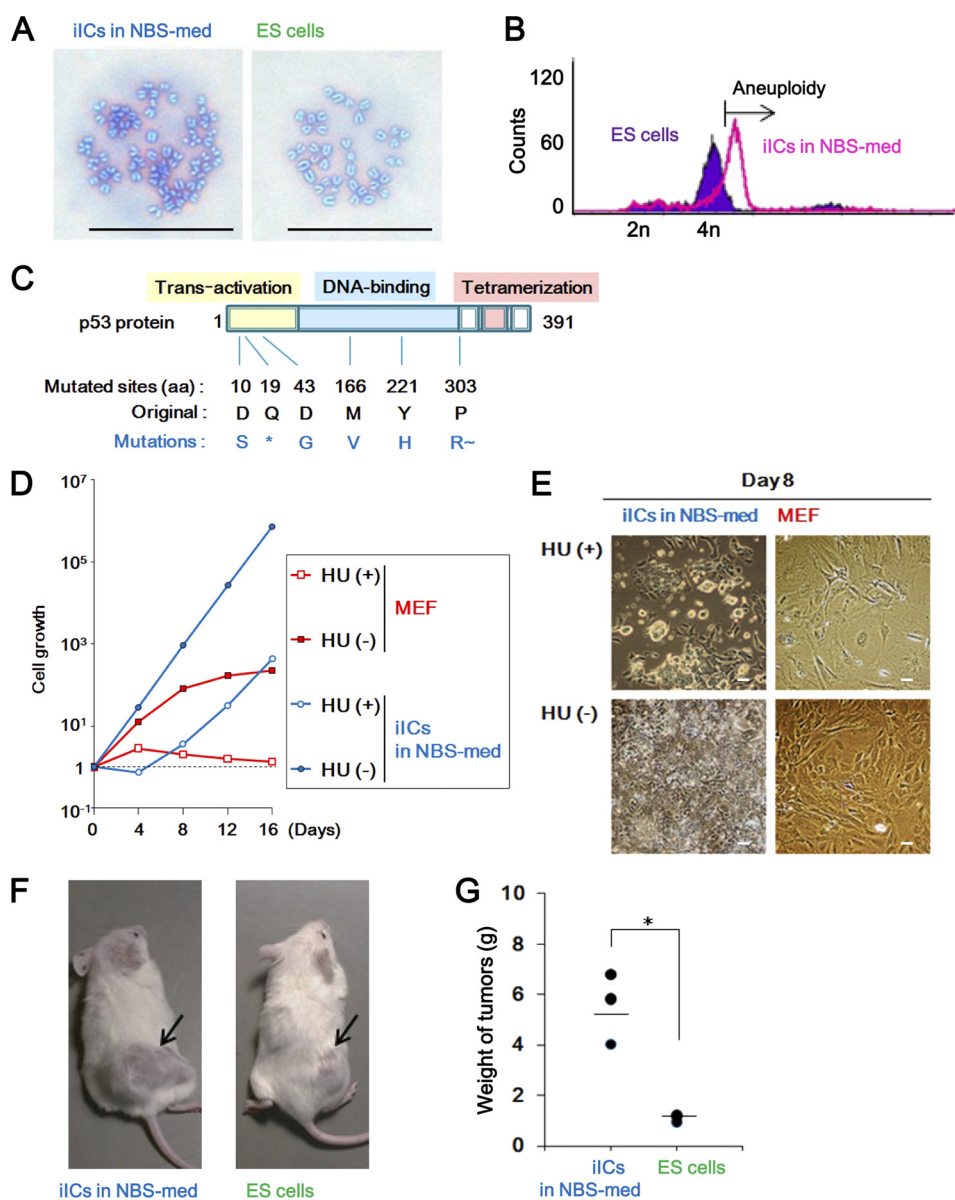 A
iICs in NBS-med
ES cells
B
120
60
0
Counts
Aneuploidy
ES cells
iICs in NBS-med
2n
4n
C
Trans-activation
DNA-binding
Tetramerization
p53 protein
1
391
Mutated sites (aa) : 10 19 43 166 221 303
Original : D Q D M Y P
Mutations : S * G V H R~
D
10^7
10^5
10^3
10^1
1
10^-1
Cell growth
0 4 8 12 16 (Days)
HU (+)
MEF
HU (-)
HU (+)
iICs
in NBS-med
HU (-)
E
Day 8
iICs in NBS-med
MEF
HU (+)
HU (-)
F
iICs in NBS-med
ES cells
G
Weight of tumors (g)
10
8
6
4
2
0
*
iICs
in NBS-med
ES cells